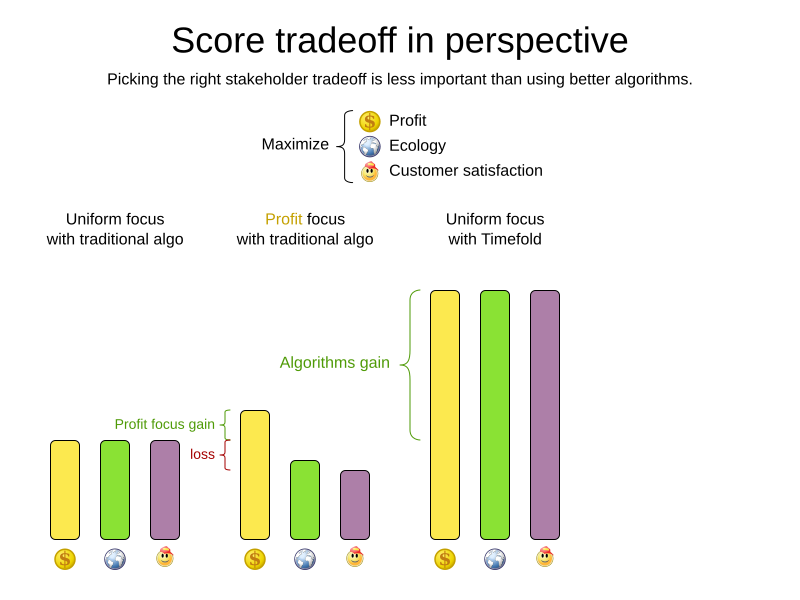 Score tradeoff in perspective
Picking the right stakeholder tradeoff is less important than using better algorithms.
Maximize
$ Profit
Ecology
Customer satisfaction
Uniform focus
with traditional algo
Profit focus
with traditional algo
Uniform focus
with Timefold
Algorithms gain
Profit focus gain
loss
$
$
$